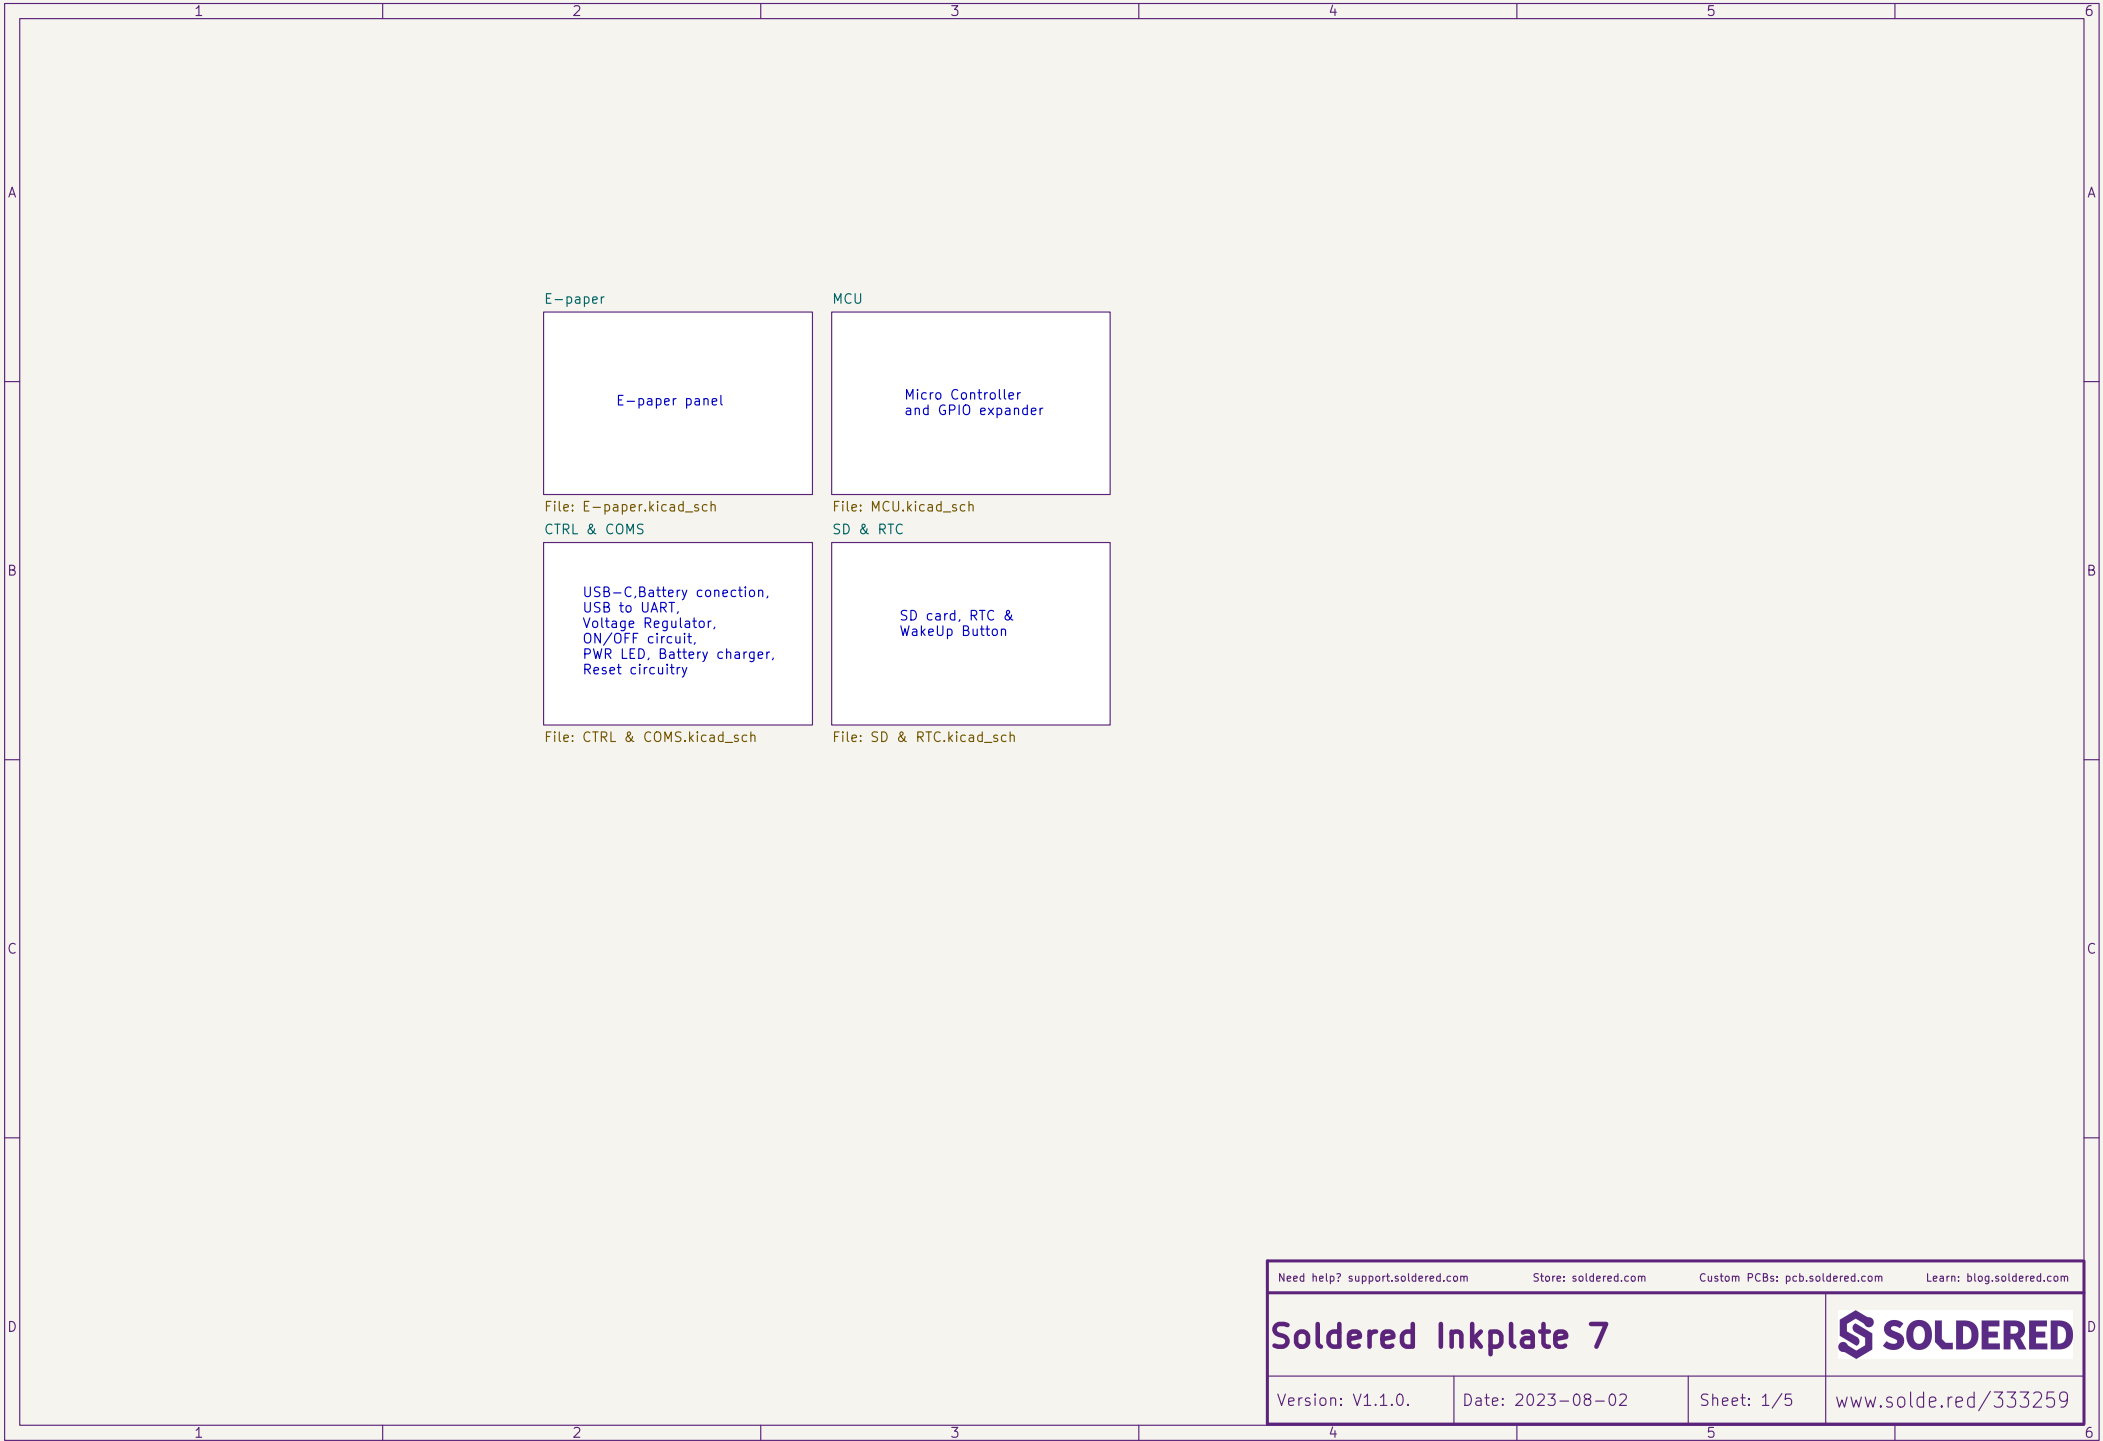 1 2 3 4 5 6
A A
E-paper MCU
E-paper panel
Micro Controller
and GPIO expander
File: E-paper.kicad_sch File: MCU.kicad_sch
CTRL & COMS SD & RTC
B B
USB-C,Battery conection,
USB to UART,
Voltage Regulator,
ON/OFF circuit,
PWR LED, Battery charger,
Reset circuitry
SD card, RTC &
WakeUp Button
File: CTRL & COMS.kicad_sch File: SD & RTC.kicad_sch
C C
Need help? support.soldered.com Store: soldered.com Custom PCBs: pcb.soldered.com Learn: blog.soldered.com
D D
Soldered Inkplate 7 SOLDERED
Version: V1.1.0. Date: 2023-08-02 Sheet: 1/5 www.solde.red/333259
1 2 3 4 5 6